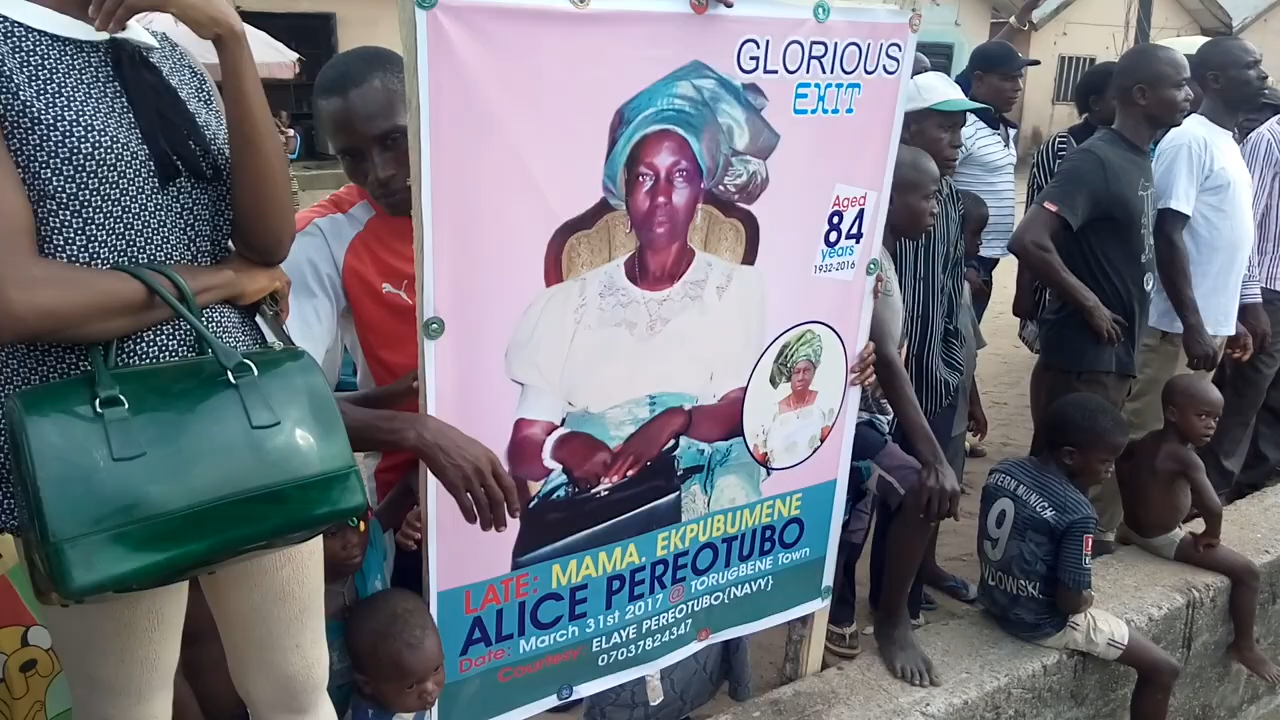 GLORIOUS
EXIT
Aged
84
years
1932-2016
LATE: MAMA. EKPUBUMENE
ALICE PEREOTUBO
Date: March 31st 2017 @ TORUGBENE Town
Courtesy: ELAYE PEREOTUBO{NAVY}
07037824347
BAYERN MUNICH
9
WDOWSK